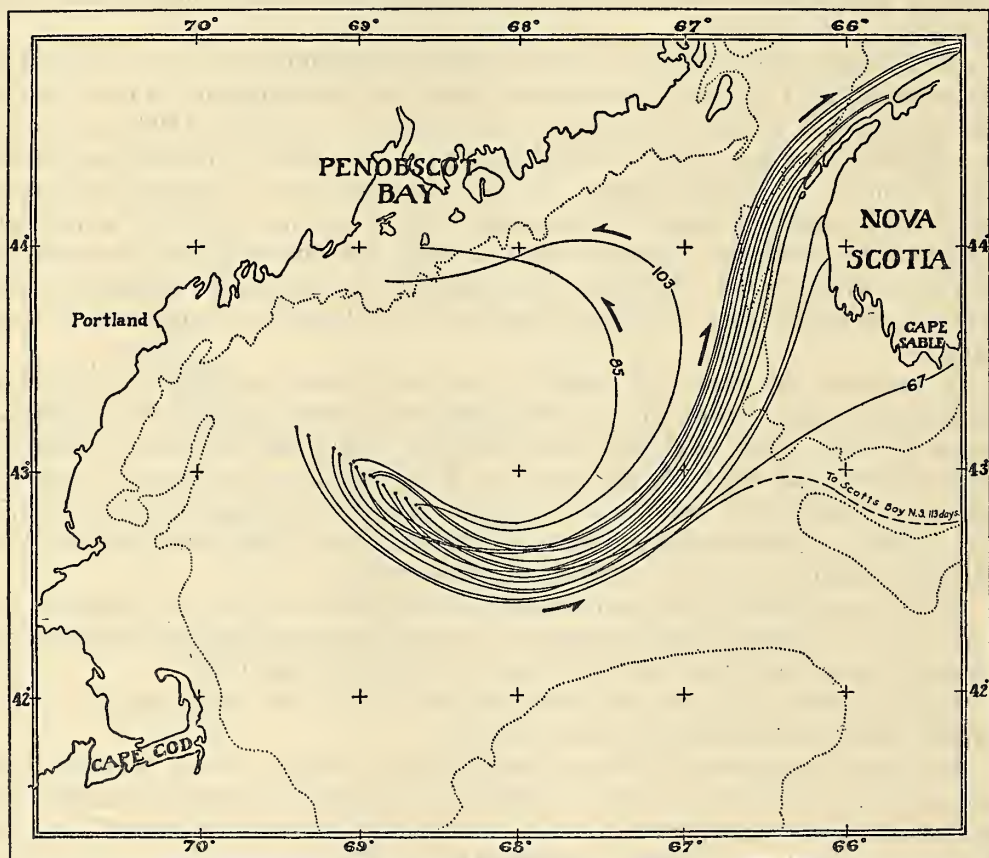 70° 69° 68° 67° 66°
PENOBSCOT
BAY
NOVA
SCOTIA
44° 44°
103
Portland
CAPE
SABLE
85
67
43° 43°
To Scotts Bay N.S. 113 days.
42° 42°
CAPE COD
70° 69° 68° 67° 66°